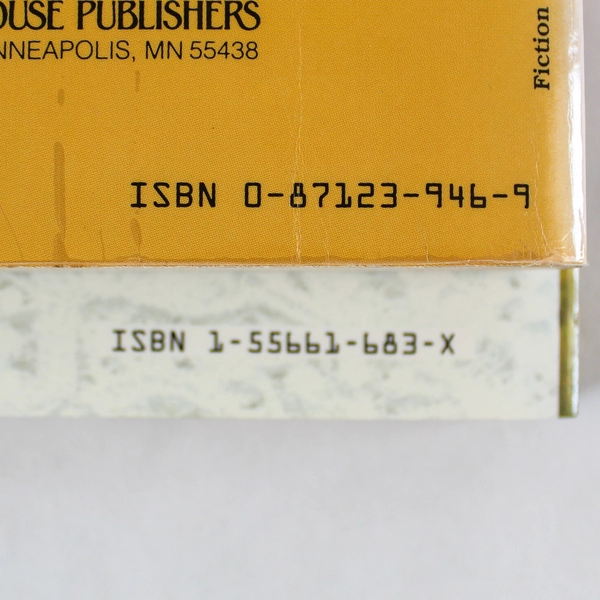 OUSE PUBLISHERS
NNEAPOLIS, MN 55438
Fiction
ISBN 0-87123-946-9
ISBN 1-55661-683-X